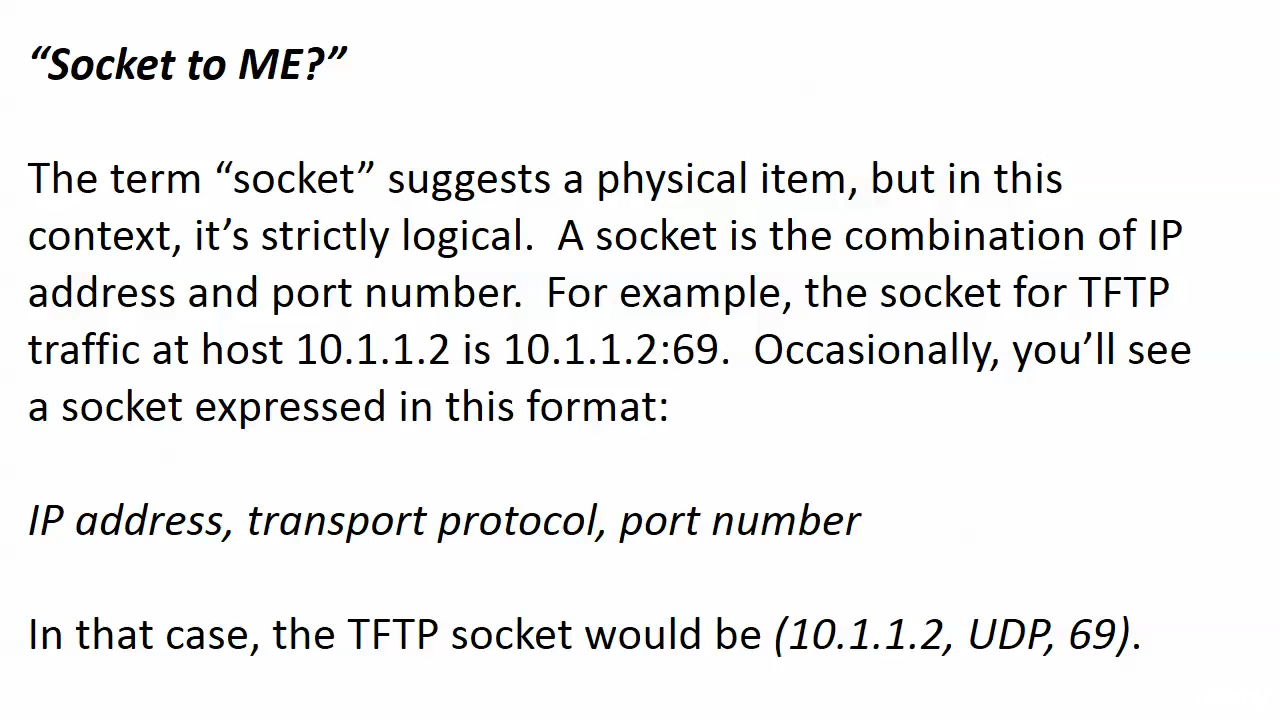 “Socket to ME?”
The term “socket” suggests a physical item, but in this
context, it’s strictly logical.  A socket is the combination of IP
address and port number.  For example, the socket for TFTP
traffic at host 10.1.1.2 is 10.1.1.2:69.  Occasionally, you’ll see
a socket expressed in this format:
IP address, transport protocol, port number
In that case, the TFTP socket would be (10.1.1.2, UDP, 69).